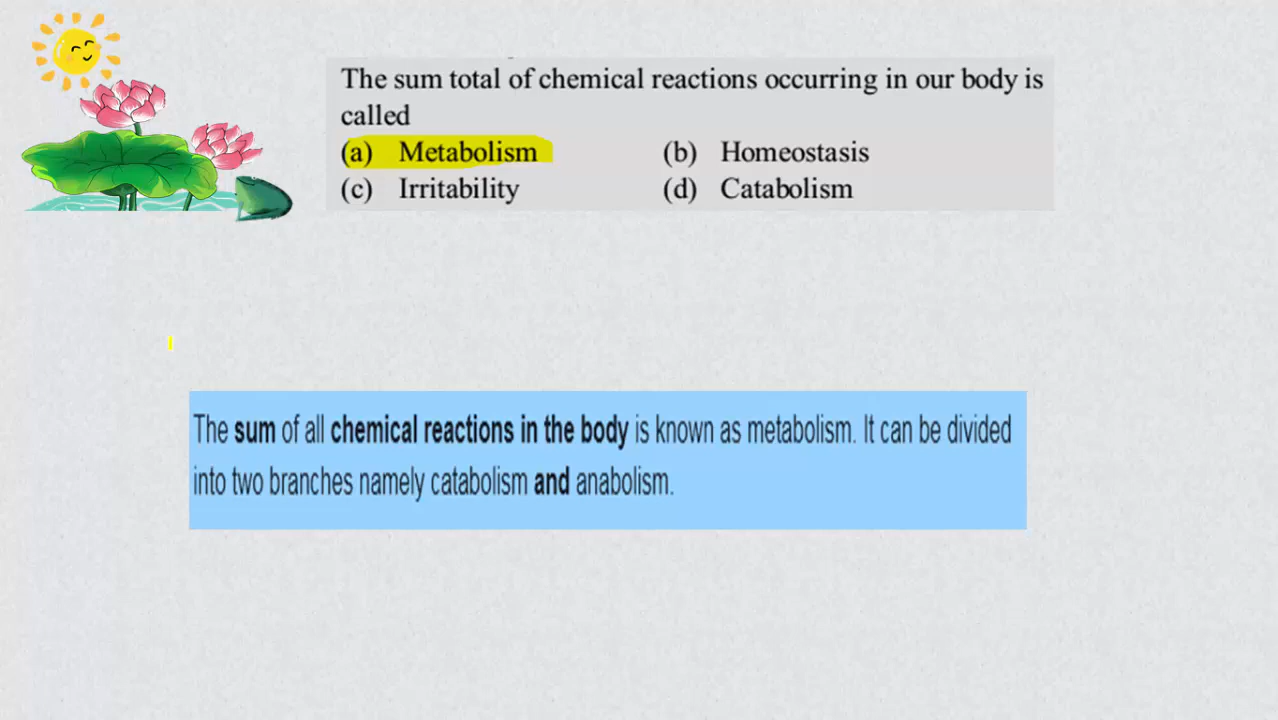 The sum total of chemical reactions occurring in our body is
called
(a) Metabolism (b) Homeostasis
(c) Irritability (d) Catabolism
The sum of all chemical reactions in the body is known as metabolism. It can be divided
into two branches namely catabolism and anabolism.